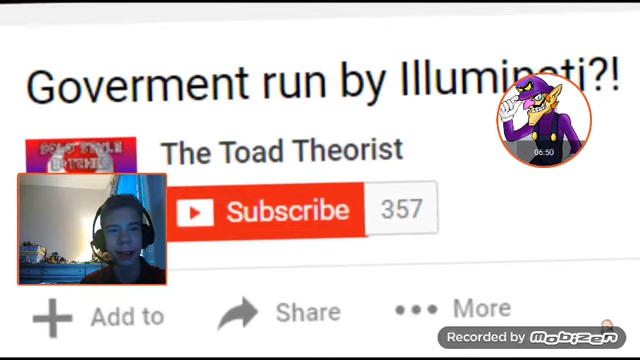 Goverment run by Illuminati?!
The Toad Theorist
Subscribe 357
06:50
Add to Share More
Recorded by mobizen